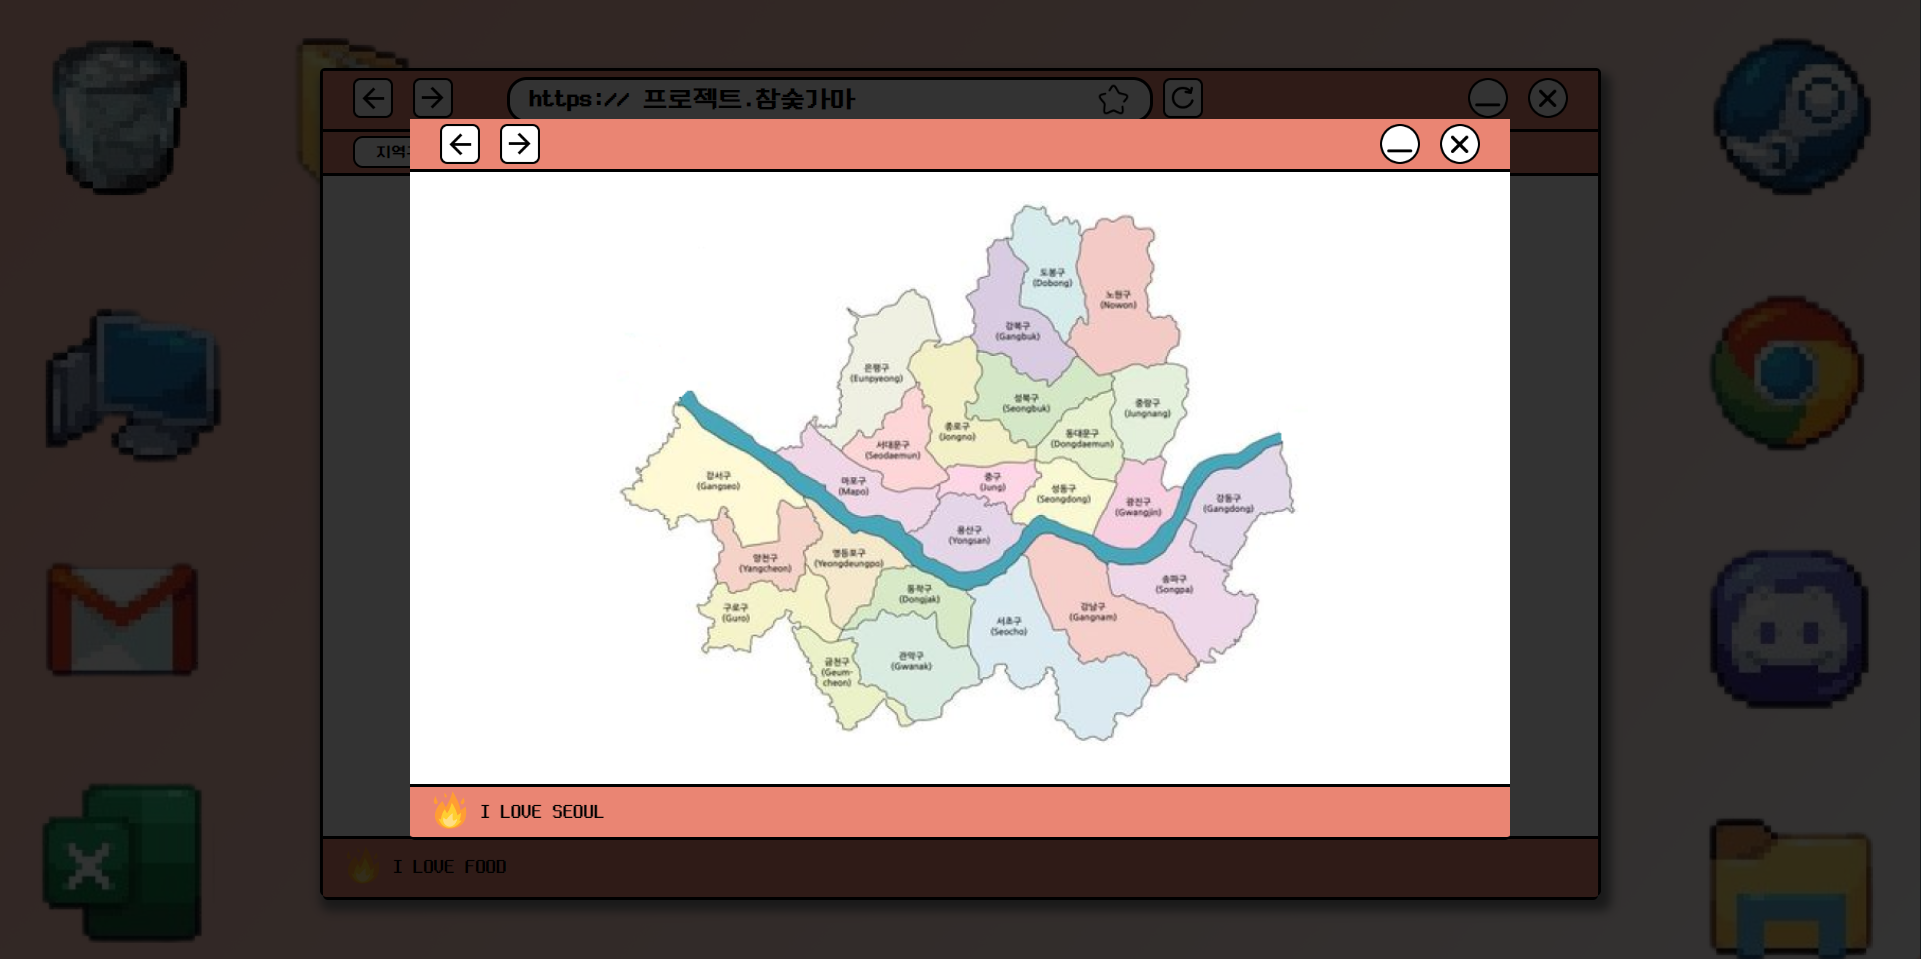 https:// 프로젝트.참숯가마
지역
도봉구
(Dobong)
노원구
(Nowon)
강북구
(Gangbuk)
은평구
(Eunpyeong)
성북구
(Seongbuk)
중랑구
(Jungnang)
종로구
(Jongno)
동대문구
(Dongdaemun)
서대문구
(Seodaemun)
강서구
(Gangseo)
마포구
(Mapo)
중구
(Jung)
성동구
(Seongdong)
광진구
(Gwangjin)
강동구
(Gangdong)
용산구
(Yongsan)
양천구
(Yangcheon)
영등포구
(Yeongdeungpo)
동작구
(Dongjak)
송파구
(Songpa)
구로구
(Guro)
강남구
(Gangnam)
서초구
(Seocho)
금천구
(Geum-
cheon)
관악구
(Gwanak)
I LOVE SEOUL
I LOVE FOOD